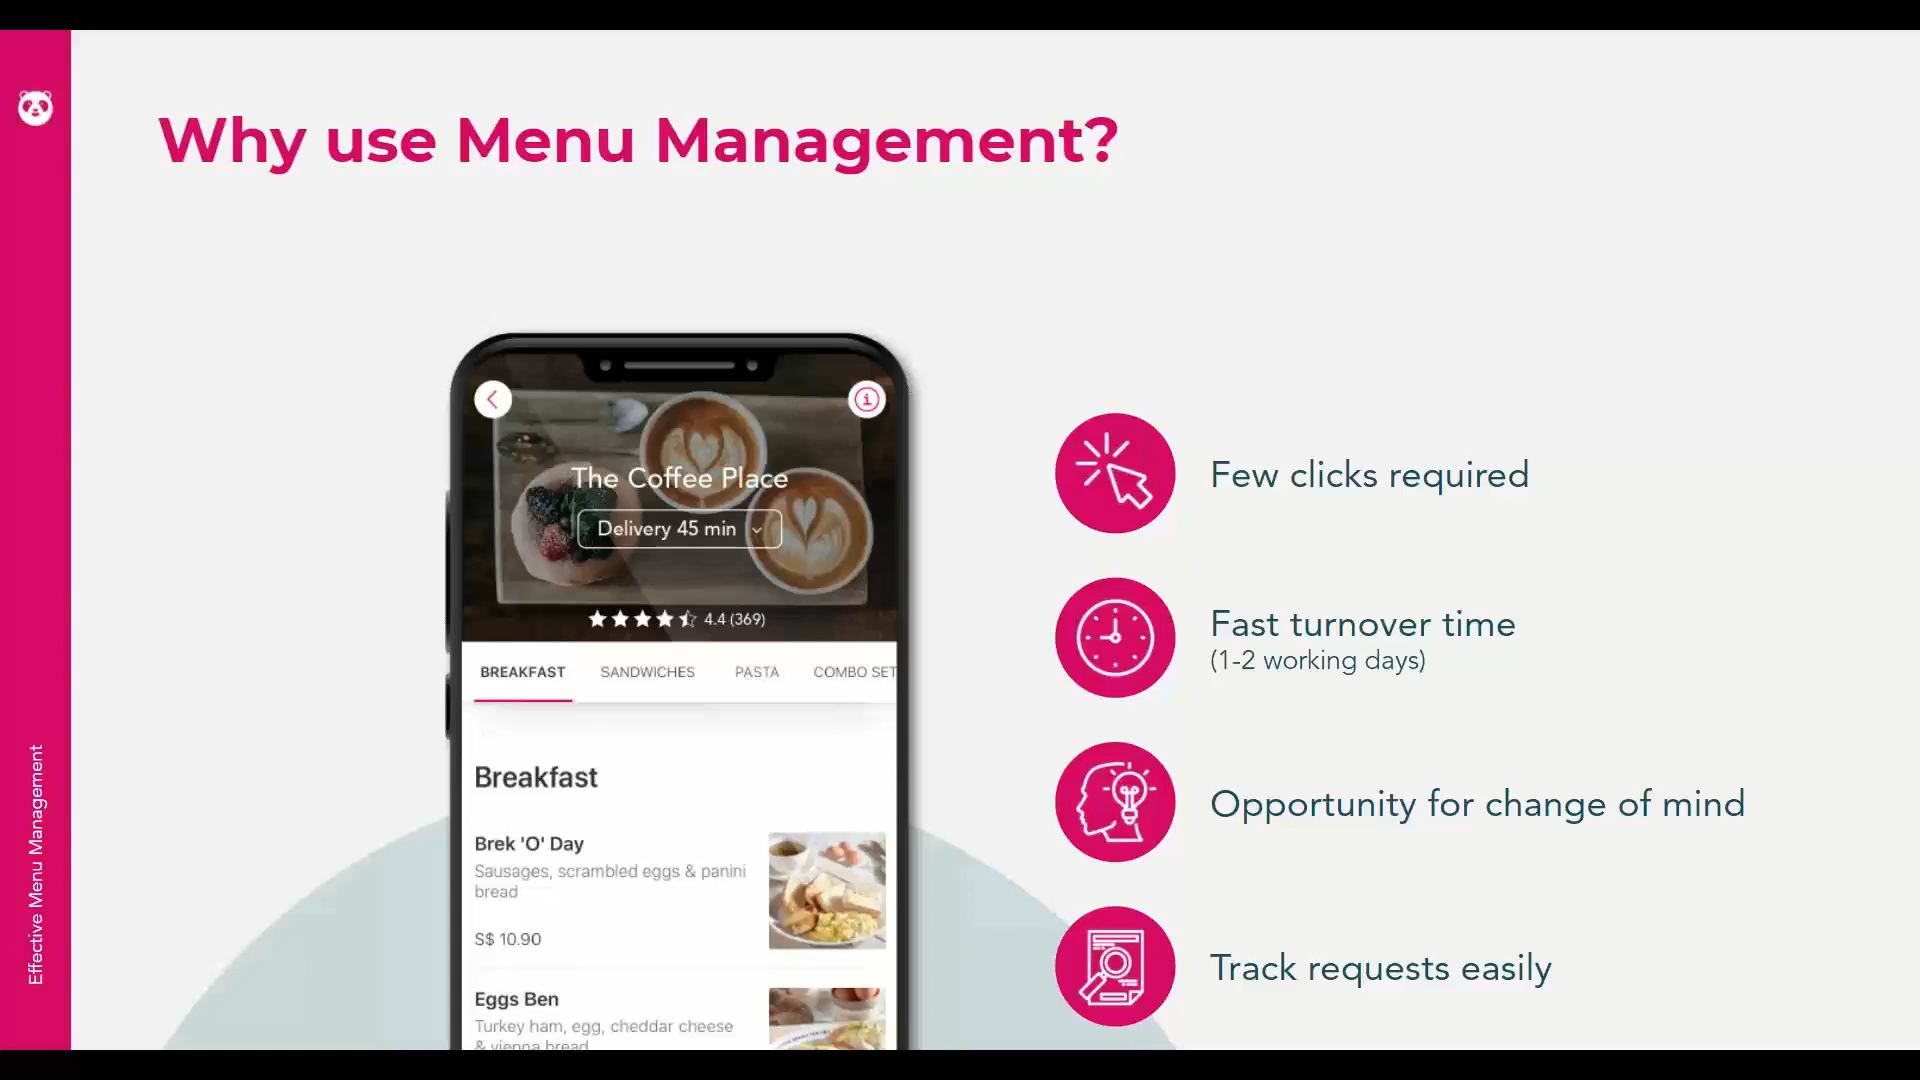 Why use Menu Management?
The Coffee Place
Delivery 45 min
4.4 (369)
BREAKFAST SANDWICHES PASTA COMBO SET
Breakfast
Brek 'O' Day
Sausages, scrambled eggs & panini
bread
S$ 10.90
Eggs Ben
Turkey ham, egg, cheddar cheese
& vienna bread
Few clicks required
Fast turnover time
(1-2 working days)
Opportunity for change of mind
Track requests easily
Effective Menu Management